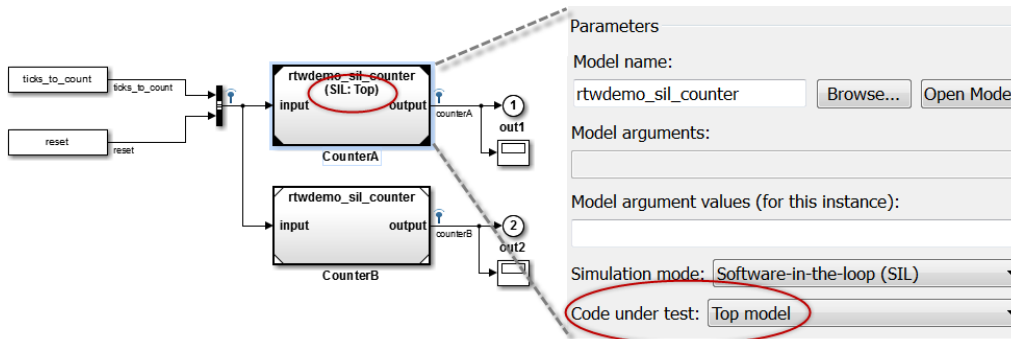 ticks_to_count
ticks_to_count
reset
reset
rtwdemo_sil_counter
(SIL: Top)
input
output
counterA
CounterA
1
out1
rtwdemo_sil_counter
input
output
counterB
CounterB
2
out2
Parameters
Model name:
rtwdemo_sil_counter
Browse...
Open Mode
Model arguments:
Model argument values (for this instance):
Simulation mode: Software-in-the-loop (SIL)
Code under test: Top model